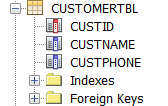 CUSTOMERTBL
CUSTID
CUSTNAME
CUSTPHONE
Indexes
Foreign Keys